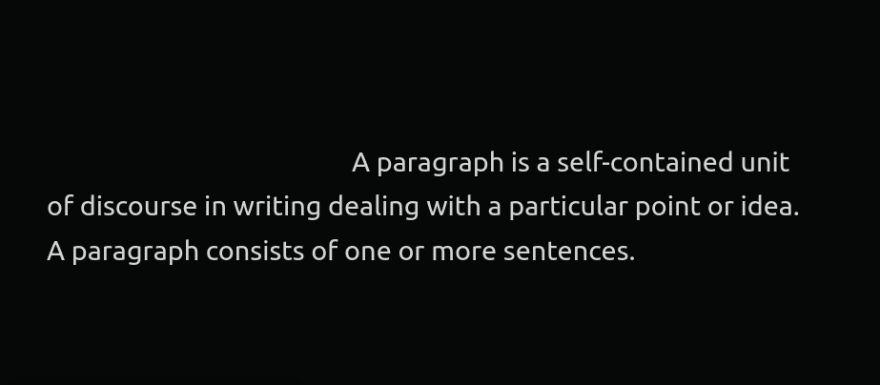 A paragraph is a self-contained unit
of discourse in writing dealing with a particular point or idea.
A paragraph consists of one or more sentences.